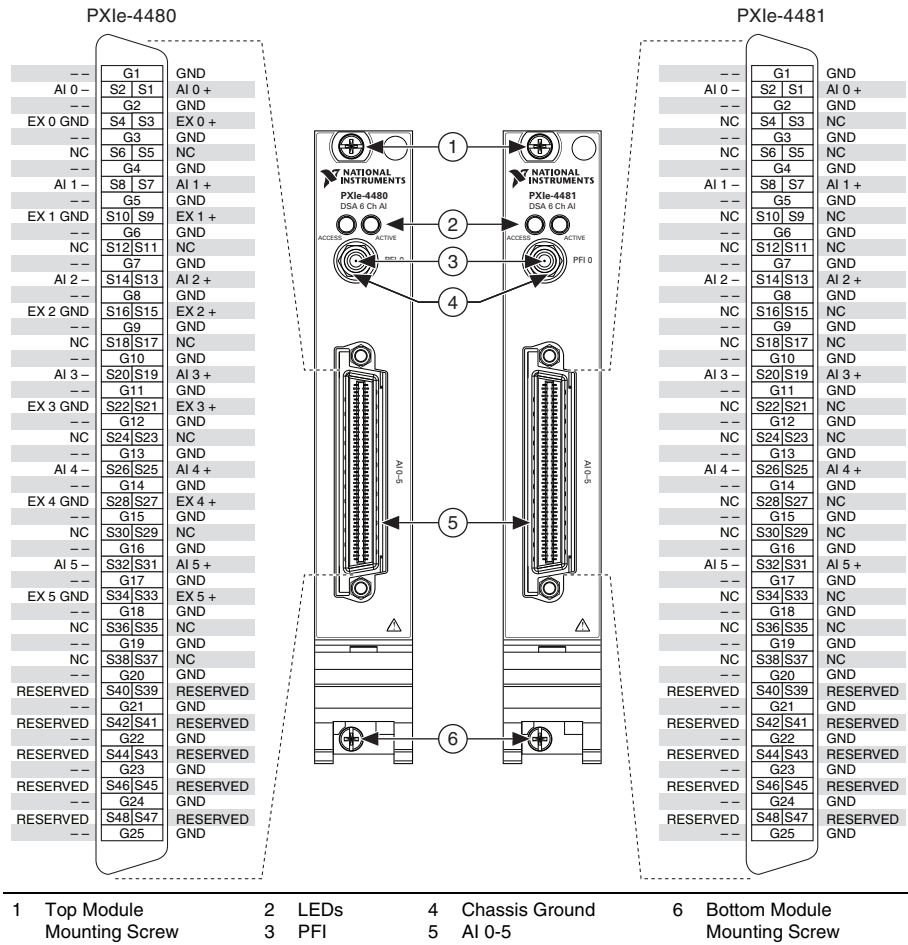 PXIe-4480
– – G1 GND
AI 0 – S2 S1 AI 0 +
– – G2 GND
EX 0 GND S4 S3 EX 0 +
– – G3 GND
NC S6 S5 NC
– – G4 GND
AI 1 – S8 S7 AI 1 +
– – G5 GND
EX 1 GND S10 S9 EX 1 +
– – G6 GND
NC S12 S11 NC
– – G7 GND
AI 2 – S14 S13 AI 2 +
– – G8 GND
EX 2 GND S16 S15 EX 2 +
– – G9 GND
NC S18 S17 NC
– – G10 GND
AI 3 – S20 S19 AI 3 +
– – G11 GND
EX 3 GND S22 S21 EX 3 +
– – G12 GND
NC S24 S23 NC
– – G13 GND
AI 4 – S26 S25 AI 4 +
– – G14 GND
EX 4 GND S28 S27 EX 4 +
– – G15 GND
NC S30 S29 NC
– – G16 GND
AI 5 – S32 S31 AI 5 +
– – G17 GND
EX 5 GND S34 S33 EX 5 +
– – G18 GND
NC S36 S35 NC
– – G19 GND
NC S38 S37 NC
– – G20 GND
RESERVED S40 S39 RESERVED
– – G21 GND
RESERVED S42 S41 RESERVED
– – G22 GND
RESERVED S44 S43 RESERVED
– – G23 GND
RESERVED S46 S45 RESERVED
– – G24 GND
RESERVED S48 S47 RESERVED
– – G25 GND
NATIONAL
INSTRUMENTS
PXIe-4480
DSA 6 Ch AI
ACCESS ACTIVE
PFI 0
AI 0–5
1
2
3
4
5
6
NATIONAL
INSTRUMENTS
PXIe-4481
DSA 6 Ch AI
ACCESS ACTIVE
PFI 0
AI 0–5
PXIe-4481
– – G1 GND
AI 0 – S2 S1 AI 0 +
– – G2 GND
NC S4 S3 NC
– – G3 GND
NC S6 S5 NC
– – G4 GND
AI 1 – S8 S7 AI 1 +
– – G5 GND
NC S10 S9 NC
– – G6 GND
NC S12 S11 NC
– – G7 GND
AI 2 – S14 S13 AI 2 +
– – G8 GND
NC S16 S15 NC
– – G9 GND
NC S18 S17 NC
– – G10 GND
AI 3 – S20 S19 AI 3 +
– – G11 GND
NC S22 S21 NC
– – G12 GND
NC S24 S23 NC
– – G13 GND
AI 4 – S26 S25 AI 4 +
– – G14 GND
NC S28 S27 NC
– – G15 GND
NC S30 S29 NC
– – G16 GND
AI 5 – S32 S31 AI 5 +
– – G17 GND
NC S34 S33 NC
– – G18 GND
NC S36 S35 NC
– – G19 GND
NC S38 S37 NC
– – G20 GND
RESERVED S40 S39 RESERVED
– – G21 GND
RESERVED S42 S41 RESERVED
– – G22 GND
RESERVED S44 S43 RESERVED
– – G23 GND
RESERVED S46 S45 RESERVED
– – G24 GND
RESERVED S48 S47 RESERVED
– – G25 GND
1 Top Module
Mounting Screw
2 LEDs
3 PFI
4 Chassis Ground
5 AI 0-5
6 Bottom Module
Mounting Screw